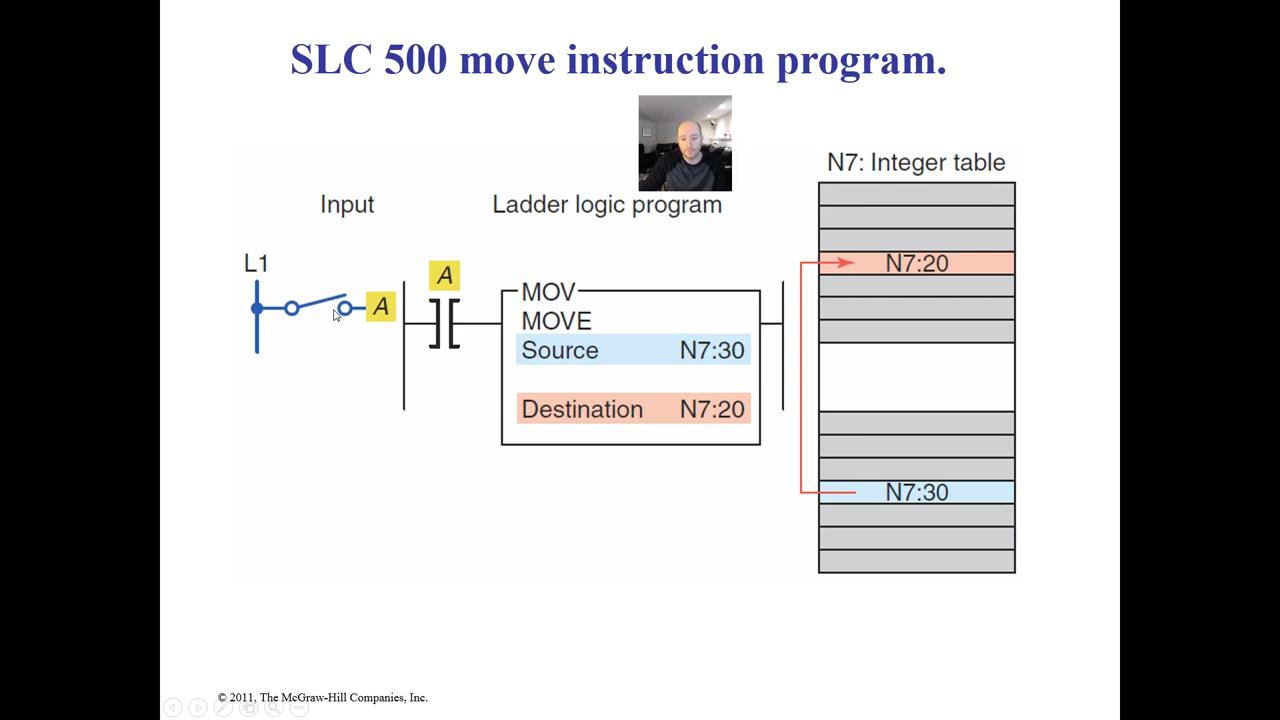 SLC 500 move instruction program.
N7: Integer table
Input
Ladder logic program
L1
A
A
MOV
MOVE
Source N7:30
Destination N7:20
N7:20
N7:30
© 2011, The McGraw-Hill Companies, Inc.